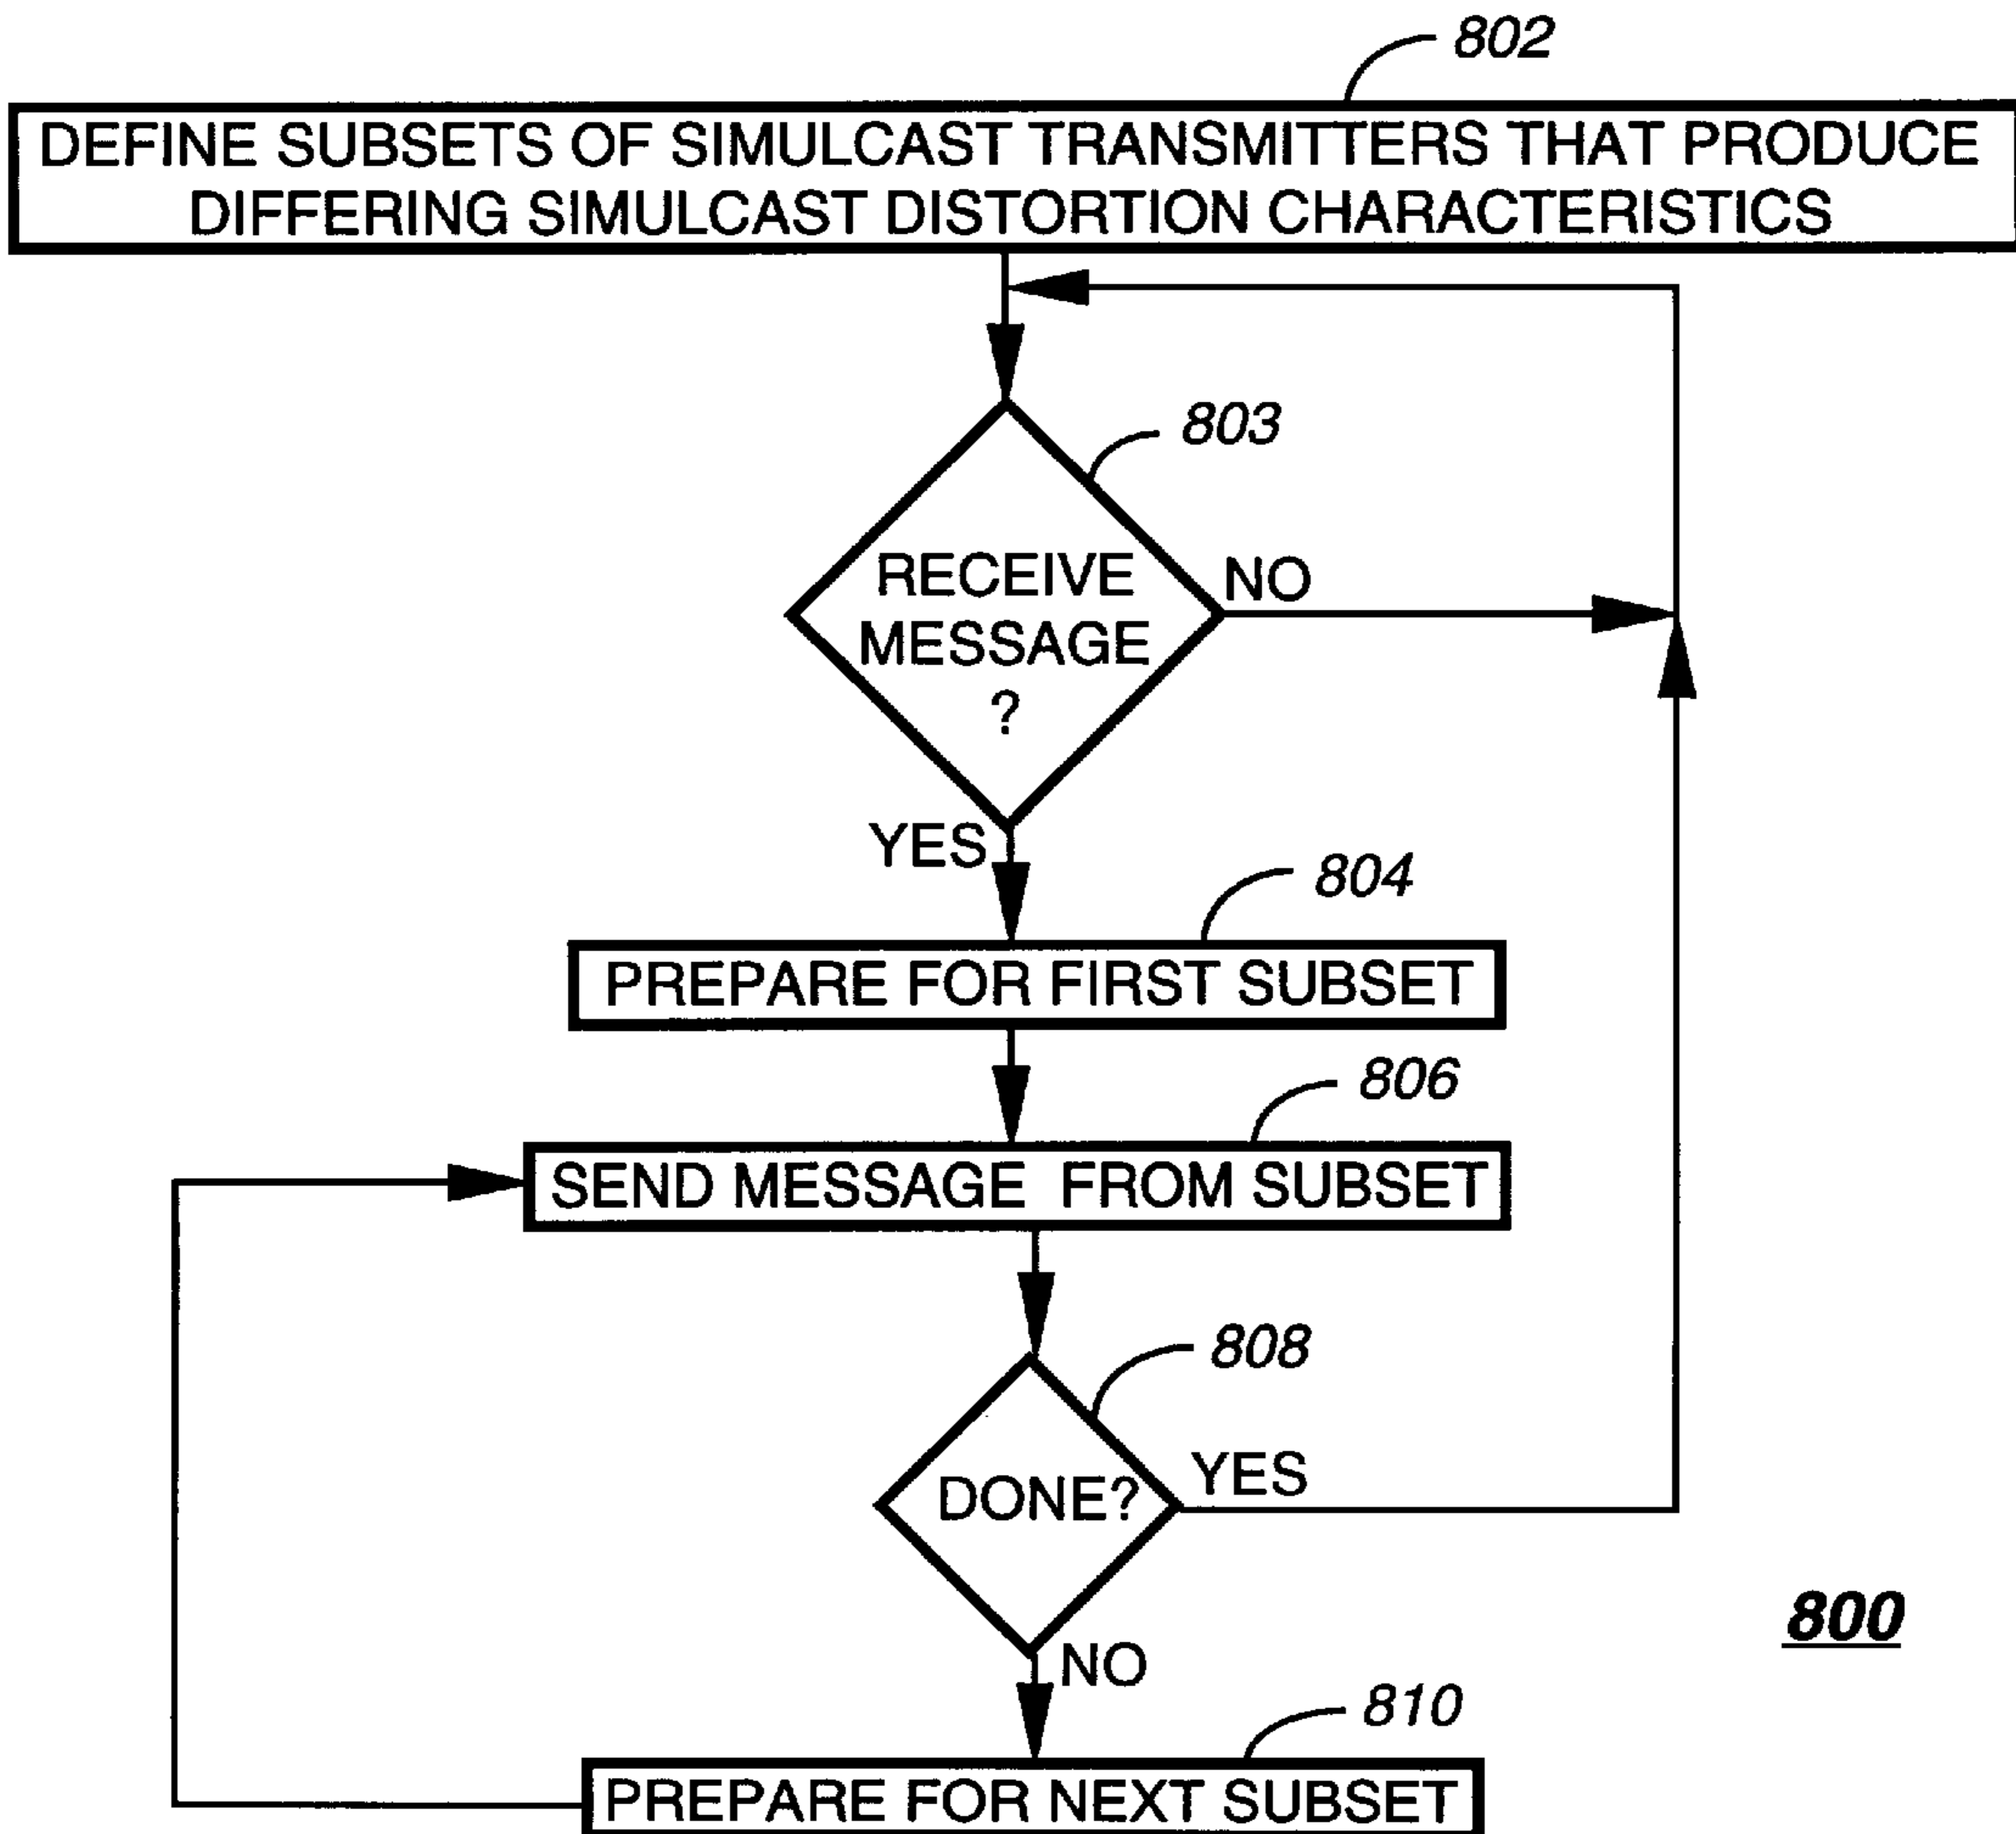 802
DEFINE SUBSETS OF SIMULCAST TRANSMITTERS THAT PRODUCE
DIFFERING SIMULCAST DISTORTION CHARACTERISTICS
803
RECEIVE
MESSAGE
?
NO
YES
804
PREPARE FOR FIRST SUBSET
806
SEND MESSAGE FROM SUBSET
808
DONE?
YES
NO
800
810
PREPARE FOR NEXT SUBSET